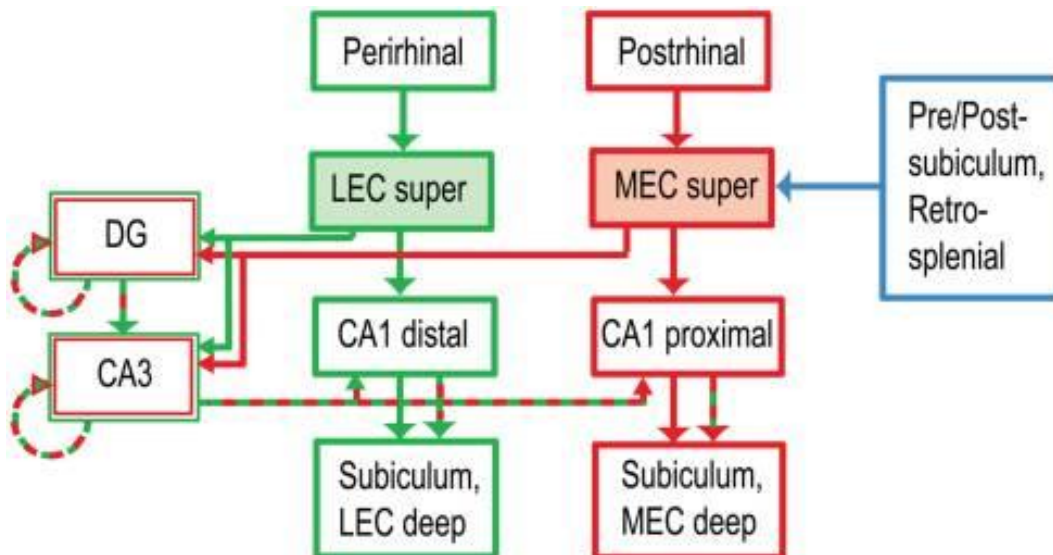 Perirhinal
Postrhinal
Pre/Post-
subiculum,
Retro-
splenial
LEC super
MEC super
DG
CA1 distal
CA1 proximal
CA3
Subiculum,
LEC deep
Subiculum,
MEC deep